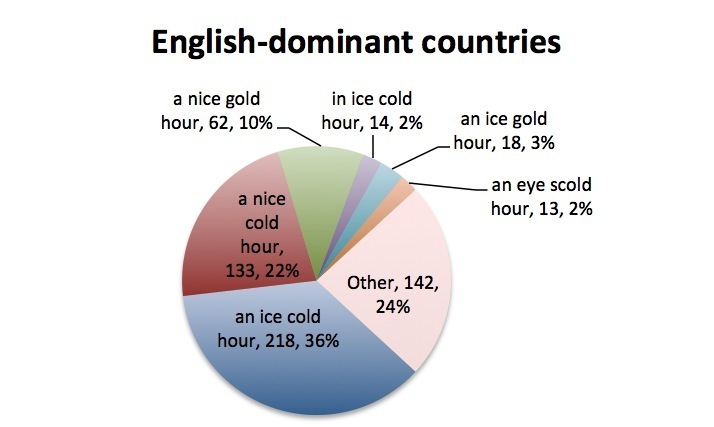 English-dominant countries
a nice gold
hour, 62, 10%
in ice cold
hour, 14, 2%
an ice gold
hour, 18, 3%
an eye scold
hour, 13, 2%
a nice
cold
hour,
133, 22%
Other, 142,
24%
an ice cold
hour, 218, 36%